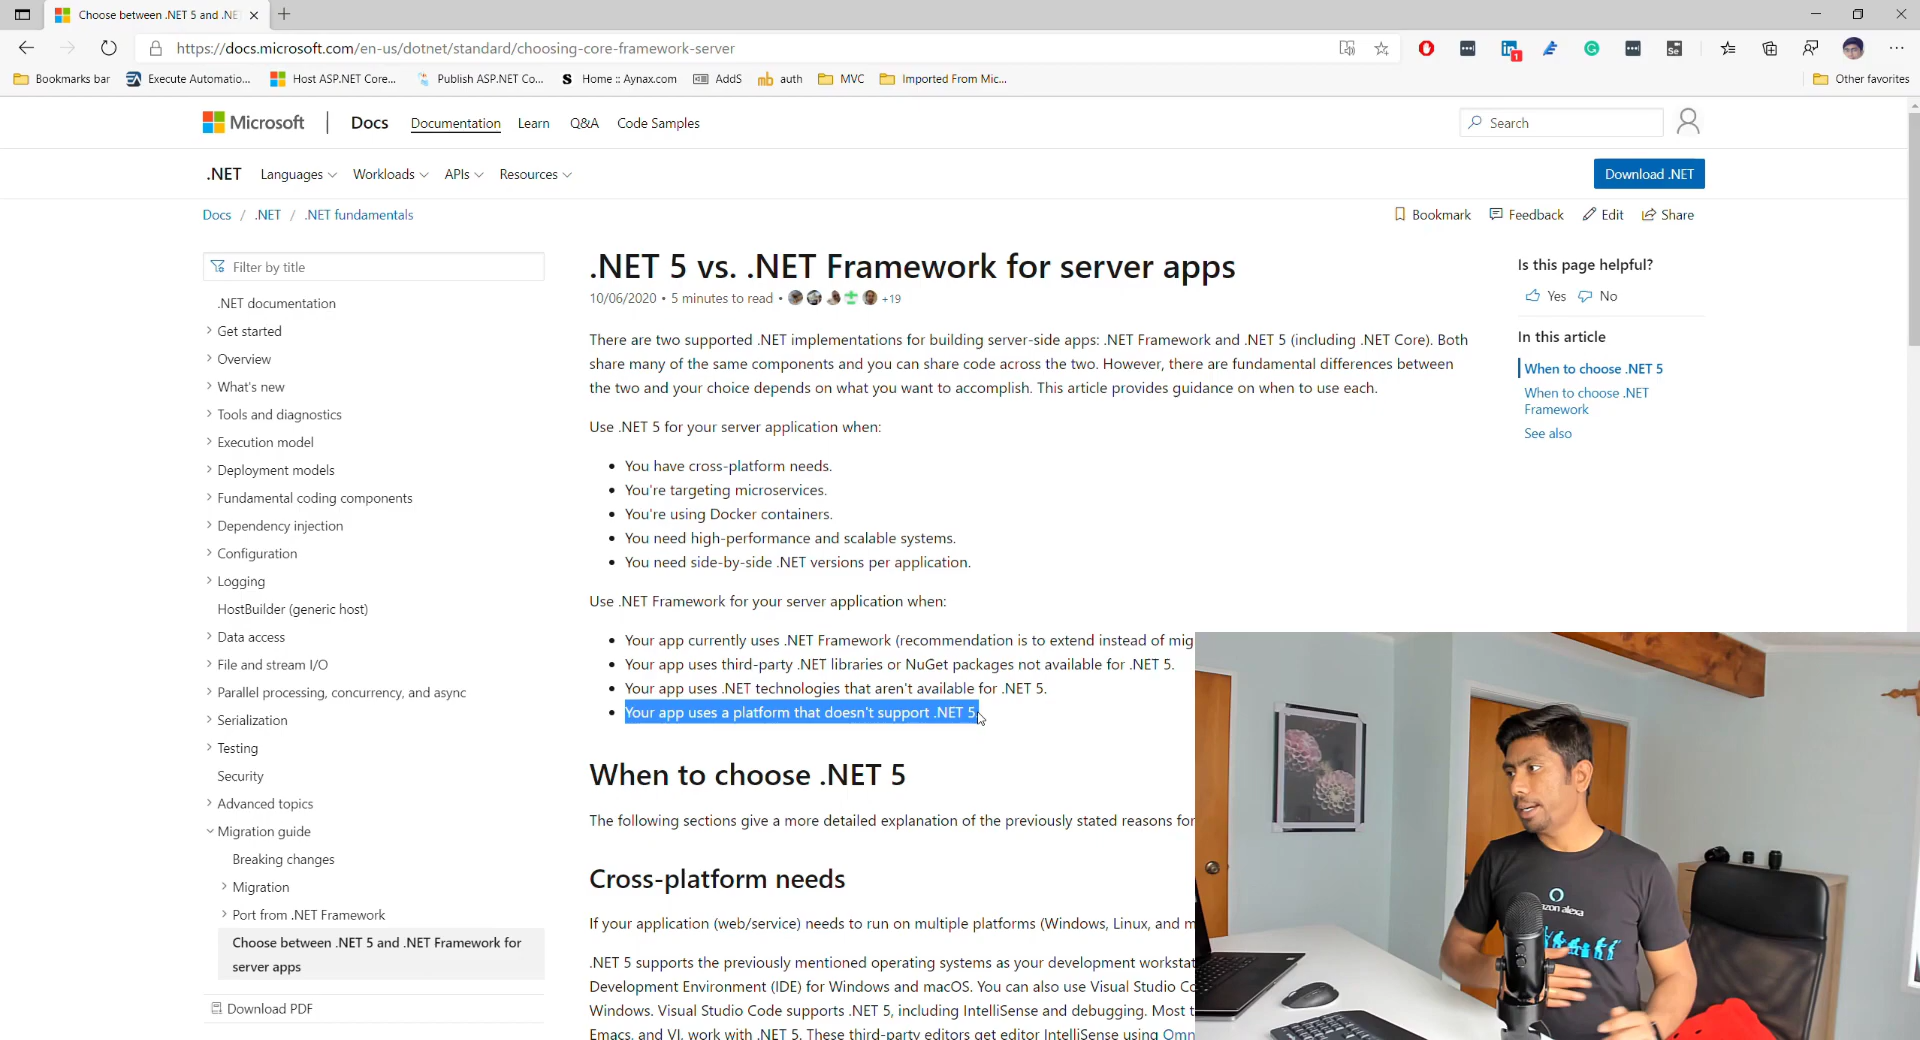 Choose between .NET 5 and .NE
https://docs.microsoft.com/en-us/dotnet/standard/choosing-core-framework-server
1
Se
Bookmarks bar
Execute Automatio...
Host ASP.NET Core...
Publish ASP.NET Co...
S Home :: Aynax.com
AddS
mb auth
MVC
Imported From Mic...
Other favorites
Microsoft
Docs
Documentation
Learn
Q&A
Code Samples
Search
.NET
Languages
Workloads
APIs
Resources
Download .NET
Docs / .NET / .NET fundamentals
Bookmark
Feedback
Edit
Share
Filter by title
.NET documentation
Get started
Overview
What's new
Tools and diagnostics
Execution model
Deployment models
Fundamental coding components
Dependency injection
Configuration
Logging
HostBuilder (generic host)
Data access
File and stream I/O
Parallel processing, concurrency, and async
Serialization
Testing
Security
Advanced topics
Migration guide
Breaking changes
Migration
Port from .NET Framework
Choose between .NET 5 and .NET Framework for
server apps
Download PDF
.NET 5 vs. .NET Framework for server apps
10/06/2020 • 5 minutes to read • +19
There are two supported .NET implementations for building server-side apps: .NET Framework and .NET 5 (including .NET Core). Both
share many of the same components and you can share code across the two. However, there are fundamental differences between
the two and your choice depends on what you want to accomplish. This article provides guidance on when to use each.
Use .NET 5 for your server application when:
• You have cross-platform needs.
• You're targeting microservices.
• You're using Docker containers.
• You need high-performance and scalable systems.
• You need side-by-side .NET versions per application.
Use .NET Framework for your server application when:
• Your app currently uses .NET Framework (recommendation is to extend instead of mig
• Your app uses third-party .NET libraries or NuGet packages not available for .NET 5.
• Your app uses .NET technologies that aren't available for .NET 5.
• Your app uses a platform that doesn't support .NET 5.
When to choose .NET 5
The following sections give a more detailed explanation of the previously stated reasons for
Cross-platform needs
If your application (web/service) needs to run on multiple platforms (Windows, Linux, and m
.NET 5 supports the previously mentioned operating systems as your development workstat
Development Environment (IDE) for Windows and macOS. You can also use Visual Studio Co
Windows. Visual Studio Code supports .NET 5, including IntelliSense and debugging. Most t
Emacs, and VI, work with .NET 5. These third-party editors get editor IntelliSense using Omn
Is this page helpful?
Yes
No
In this article
When to choose .NET 5
When to choose .NET
Framework
See also
zon alexa